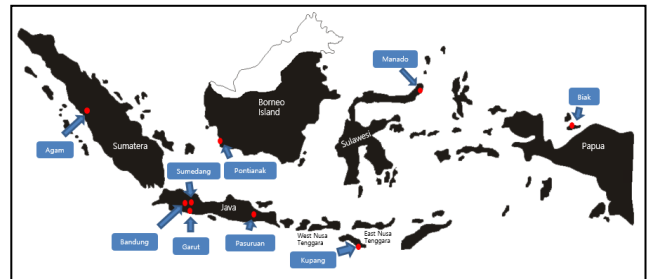 Manado
Borneo
Island
Biak
Agam
Sumatera
Sulawesi
Papua
Sumedang
Pontianak
Java
Bandung
Garut
Pasuruan
West Nusa
Tenggara
East Nusa
Tenggara
Kupang